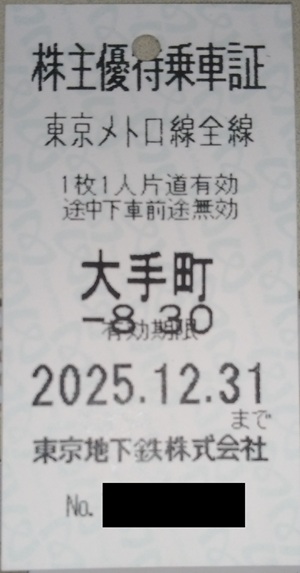 株主優待乗車証
東京メトロ線全線
1枚1人片道有効
途中下車前途無効
大手町
-8.30
有効期限
2025.12.31
まで
東京地下鉄株式会社
No.